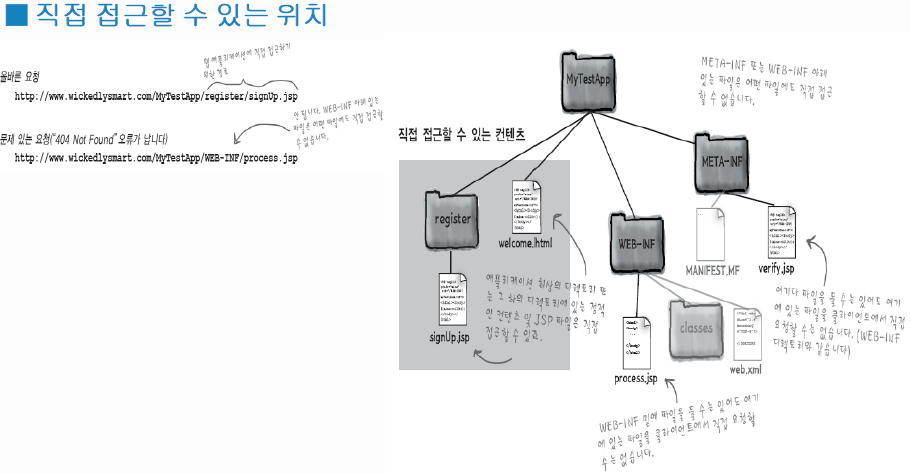 ■ 직접 접근할 수 있는 위치
웹 애플리케이션에 직접 접근하기
위한 경로
올바른 요청
http://www.wickedlysmart.com/MyTestApp/register/signUp.jsp
안 됩니다. WEB-INF 아래 있는
파일은 어떤 파일에도 직접 접근할
수 없습니다.
문제 있는 요청("404 Not Found" 오류가 납니다)
http://www.wickedlysmart.com/MyTestApp/WEB-INF/process.jsp
MyTestApp
META-INF 또는 WEB-INF 아래
있는 파일은 어떤 파일에도 직접 접근
할 수 없습니다.
직접 접근할 수 있는 컨텐츠
META-INF
register
welcome.html
WEB-INF
MANIFEST.MF
verify.jsp
애플리케이션 최상위 디렉토리 또
는 그 하위 디렉토리에 있는 정적
인 컨텐츠 및 JSP 파일은 직접
접근할 수 있죠.
signUp.jsp
여기다 파일을 둘 수는 있어도 여기
에 있는 파일을 클라이언트에서 직접
요청할 수는 없습니다. (WEB-INF
디렉토리와 같습니다)
classes
web.xml
process.jsp
WEB-INF 밑에 파일을 둘 수는 있어도 여기
에 있는 파일을 클라이언트에서 직접 요청할
수는 없습니다.